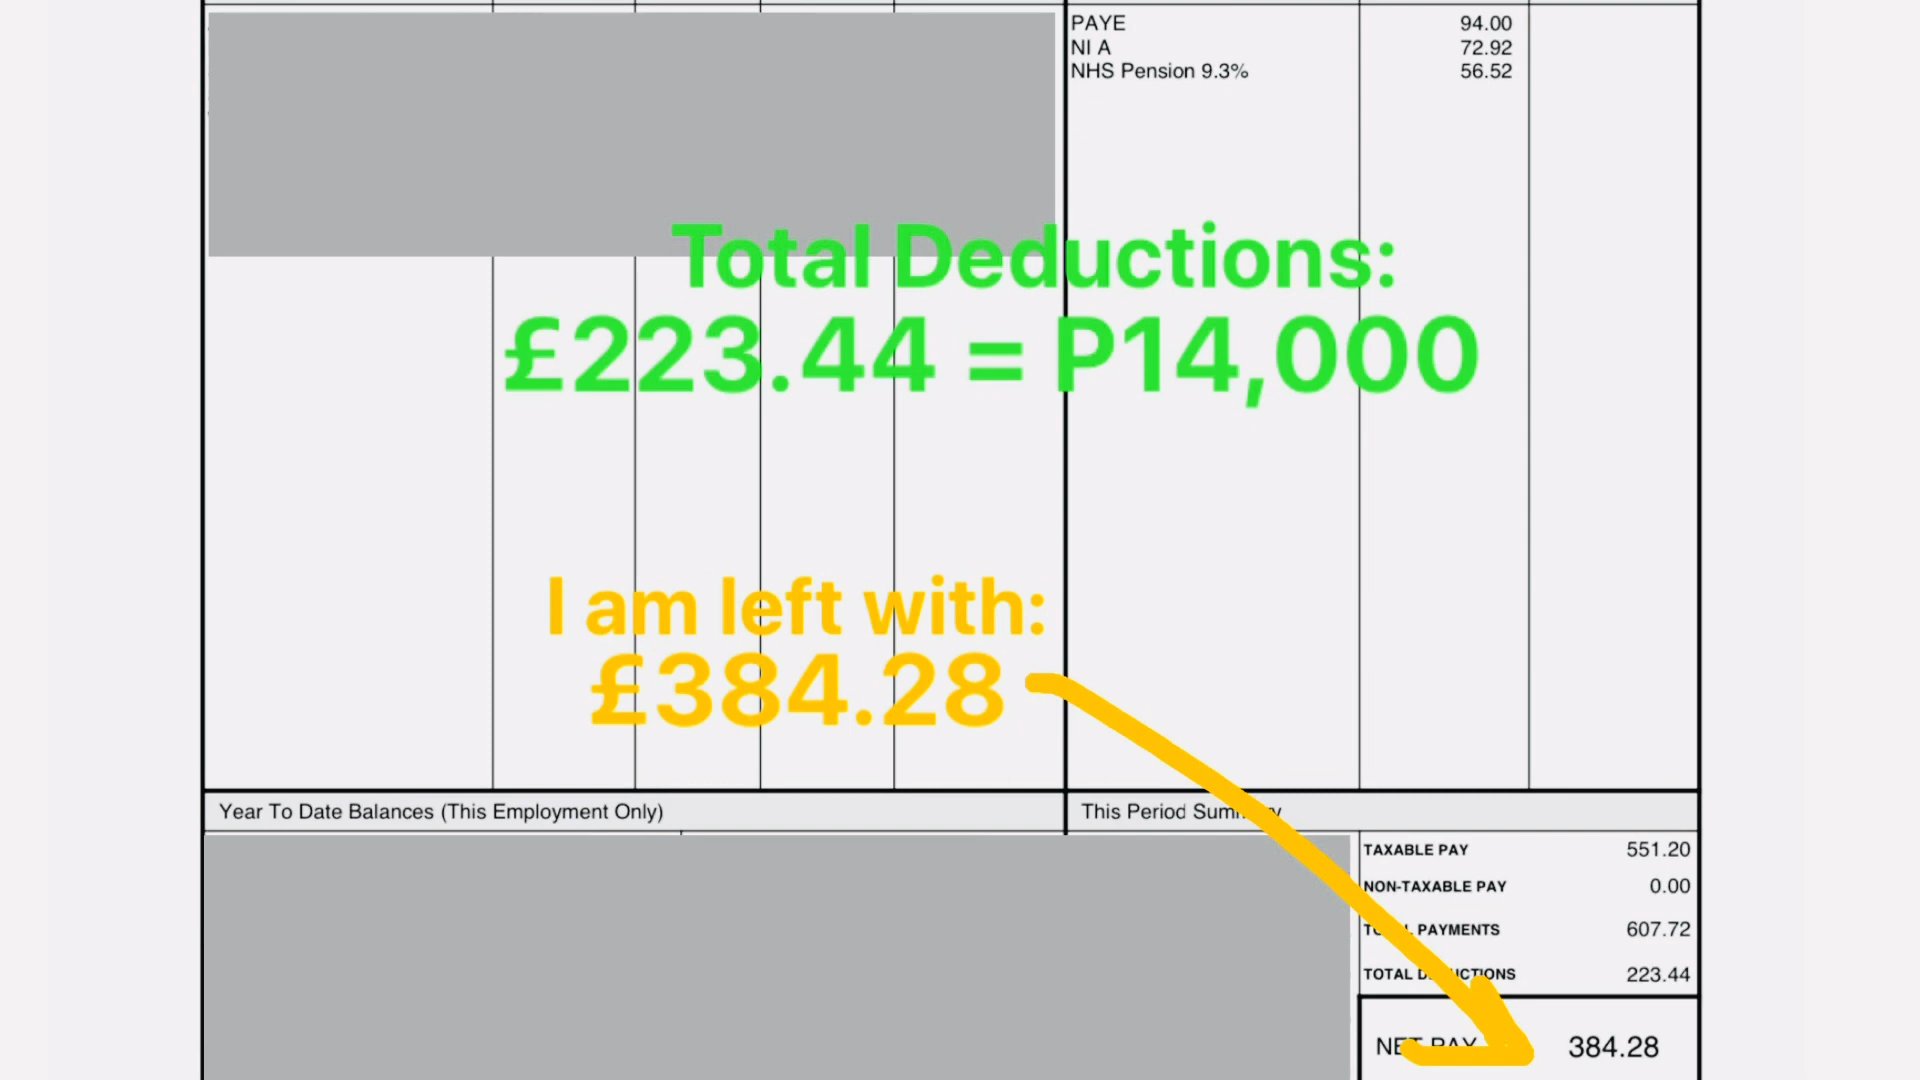 PAYE 94.00
NI A 72.92
NHS Pension 9.3% 56.52
Total Deductions:
£223.44 = P14,000
I am left with:
£384.28
Year To Date Balances (This Employment Only)
This Period
TAXABLE PAY 551.20
NON-TAXABLE PAY 0.00
PAYMENTS 607.72
TOTAL 223.44
NET PAY 384.28